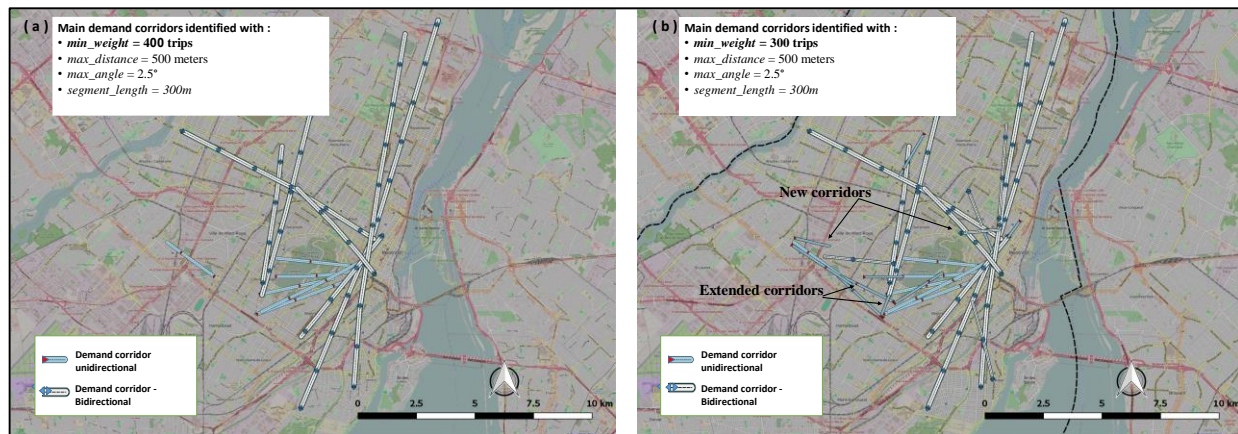 ( a )
Main demand corridors identified with :
• min_weight = 400 trips
• max_distance = 500 meters
• max_angle = 2.5°
• segment_length = 300m
Demand corridor
unidirectional
Demand corridor -
Bidirectional
0 2.5 5 7.5 10 km
( b )
Main demand corridors identified with :
• min_weight = 300 trips
• max_distance = 500 meters
• max_angle = 2.5°
• segment_length = 300m
New corridors
Extended corridors
Demand corridor
unidirectional
Demand corridor -
Bidirectional
0 2.5 5 7.5 10 km